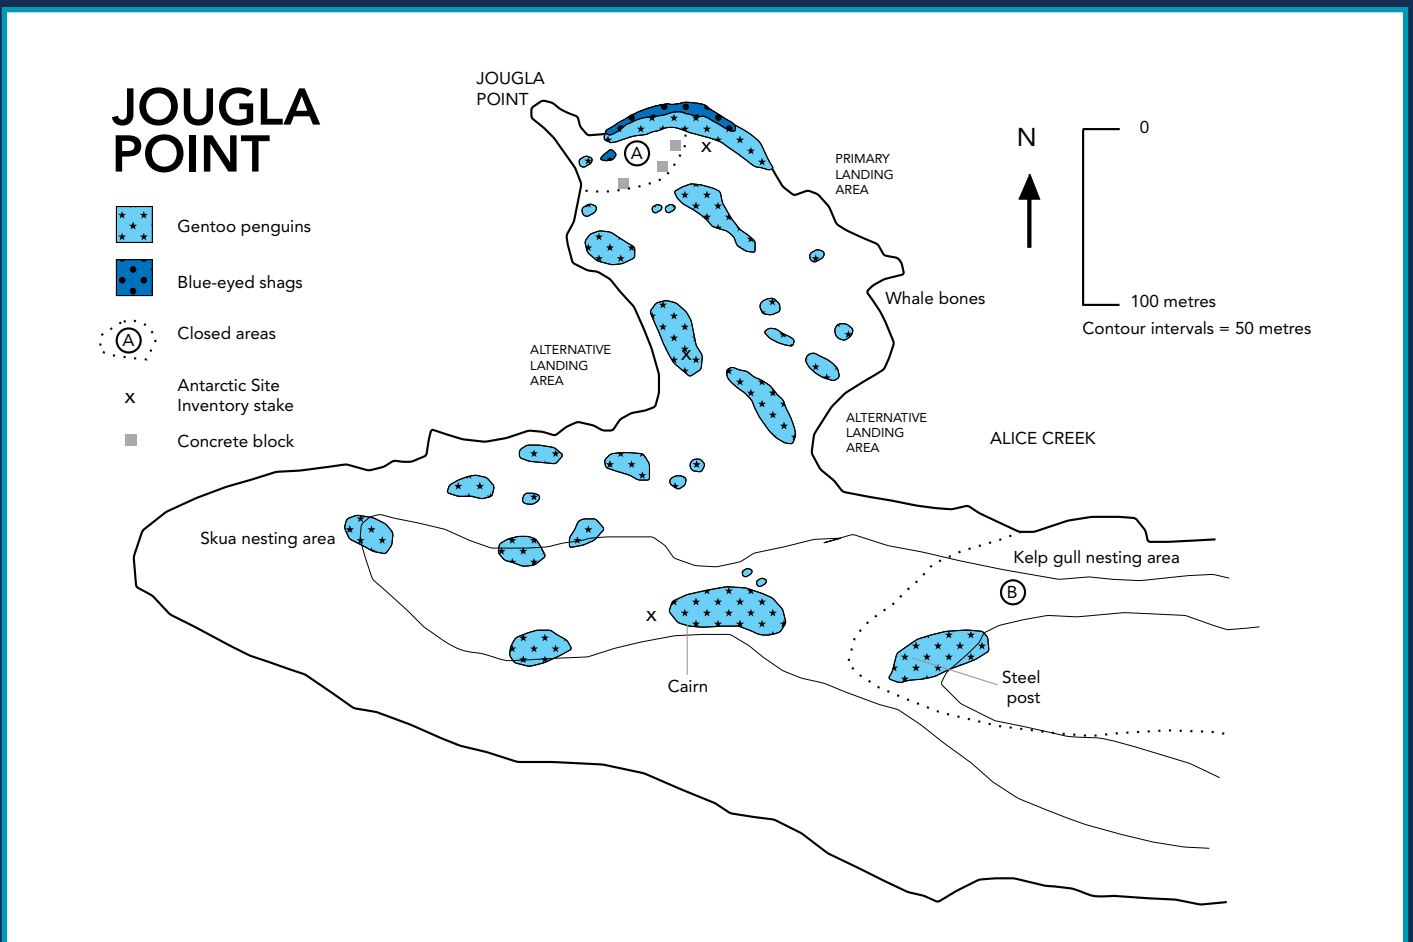 JOUGLA
POINT
JOUGLA
POINT
Gentoo penguins
Blue-eyed shags
A
Closed areas
x
Antarctic Site
Inventory stake
Concrete block
A
x
PRIMARY
LANDING
AREA
N
0
100 metres
Contour intervals = 50 metres
Whale bones
ALTERNATIVE
LANDING
AREA
x
ALTERNATIVE
LANDING
AREA
ALICE CREEK
Skua nesting area
Kelp gull nesting area
B
x
Cairn
Steel
post